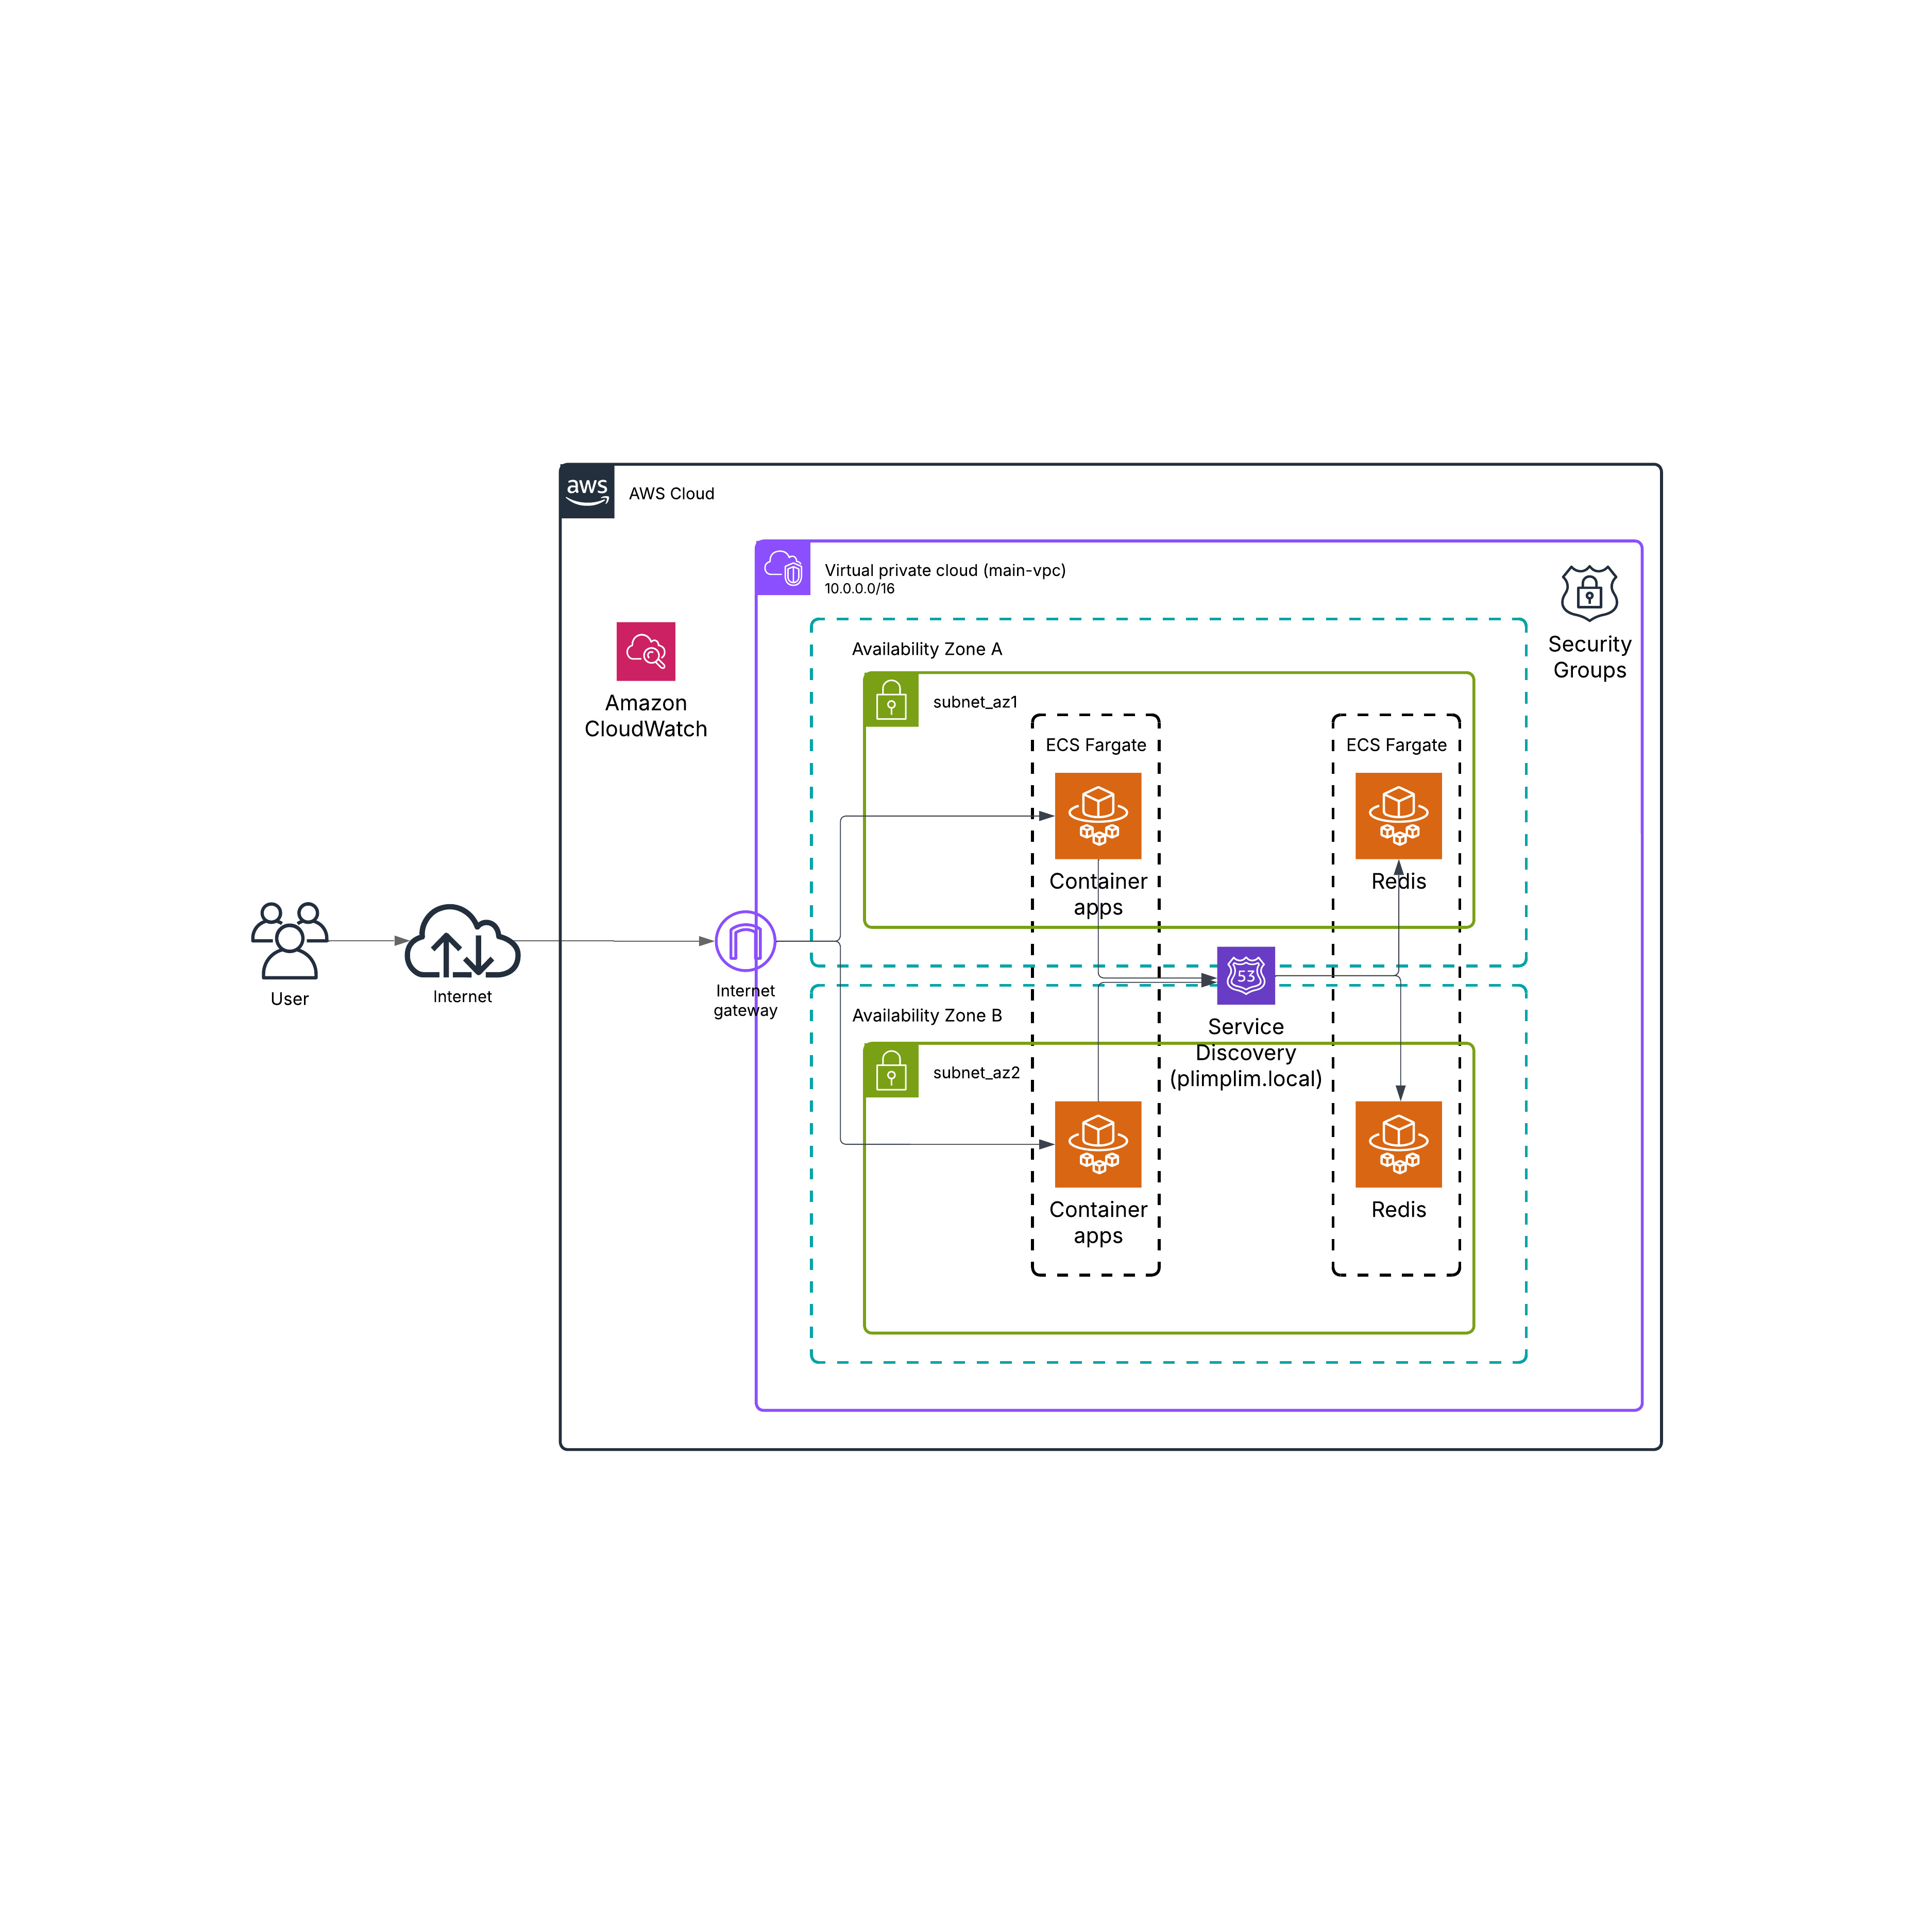 aws
AWS Cloud
Virtual private cloud (main-vpc)
10.0.0.0/16
Security
Groups
Amazon
CloudWatch
Availability Zone A
subnet_az1
ECS Fargate
ECS Fargate
Container
apps
Redis
User
Internet
Internet
gateway
53
Service
Discovery
(plimplim.local)
Availability Zone B
subnet_az2
Container
apps
Redis